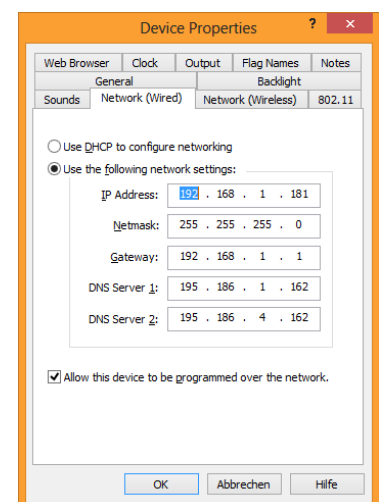 Device Properties ? ×
Web Browser Clock Output Flag Names Notes
General Backlight
Sounds Network (Wired) Network (Wireless) 802.11
Use DHCP to configure networking
Use the following network settings:
IP Address: 192 . 168 . 1 . 181
Netmask: 255 . 255 . 255 . 0
Gateway: 192 . 168 . 1 . 1
DNS Server 1: 195 . 186 . 1 . 162
DNS Server 2: 195 . 186 . 4 . 162
Allow this device to be programmed over the network.
OK Abbrechen Hilfe